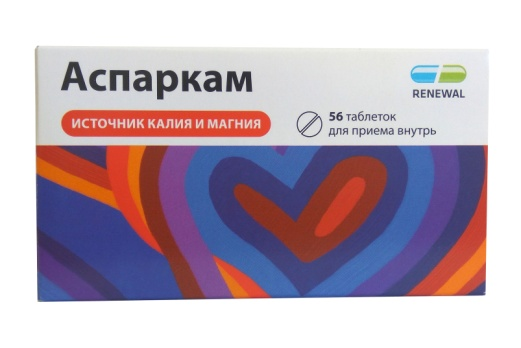 Аспаркам
ИСТОЧНИК КАЛИЯ И МАГНИЯ
RENEWAL
56 таблеток
для приема внутрь